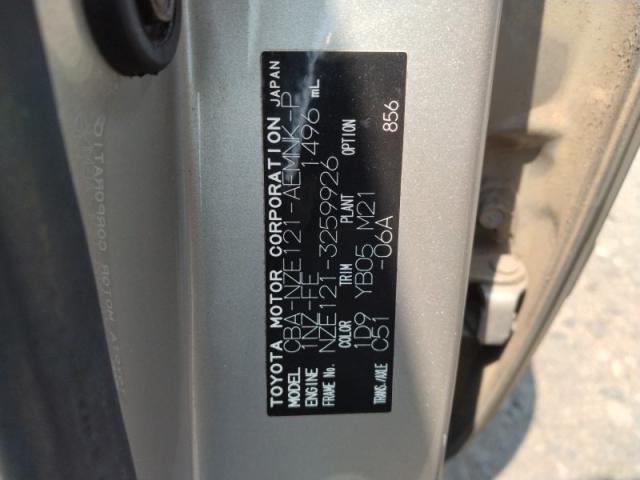 TOYOTA MOTOR CORPORATION JAPAN
MODEL CBA-NZE121-AEMNK-P
ENGINE 1NZ-FE 1496 mL
FRAME No. NZE121-3259926
COLOR TRIM PLANT OPTION
1D9 YB05 M21 856
TRANS./AXLE C51 -06A